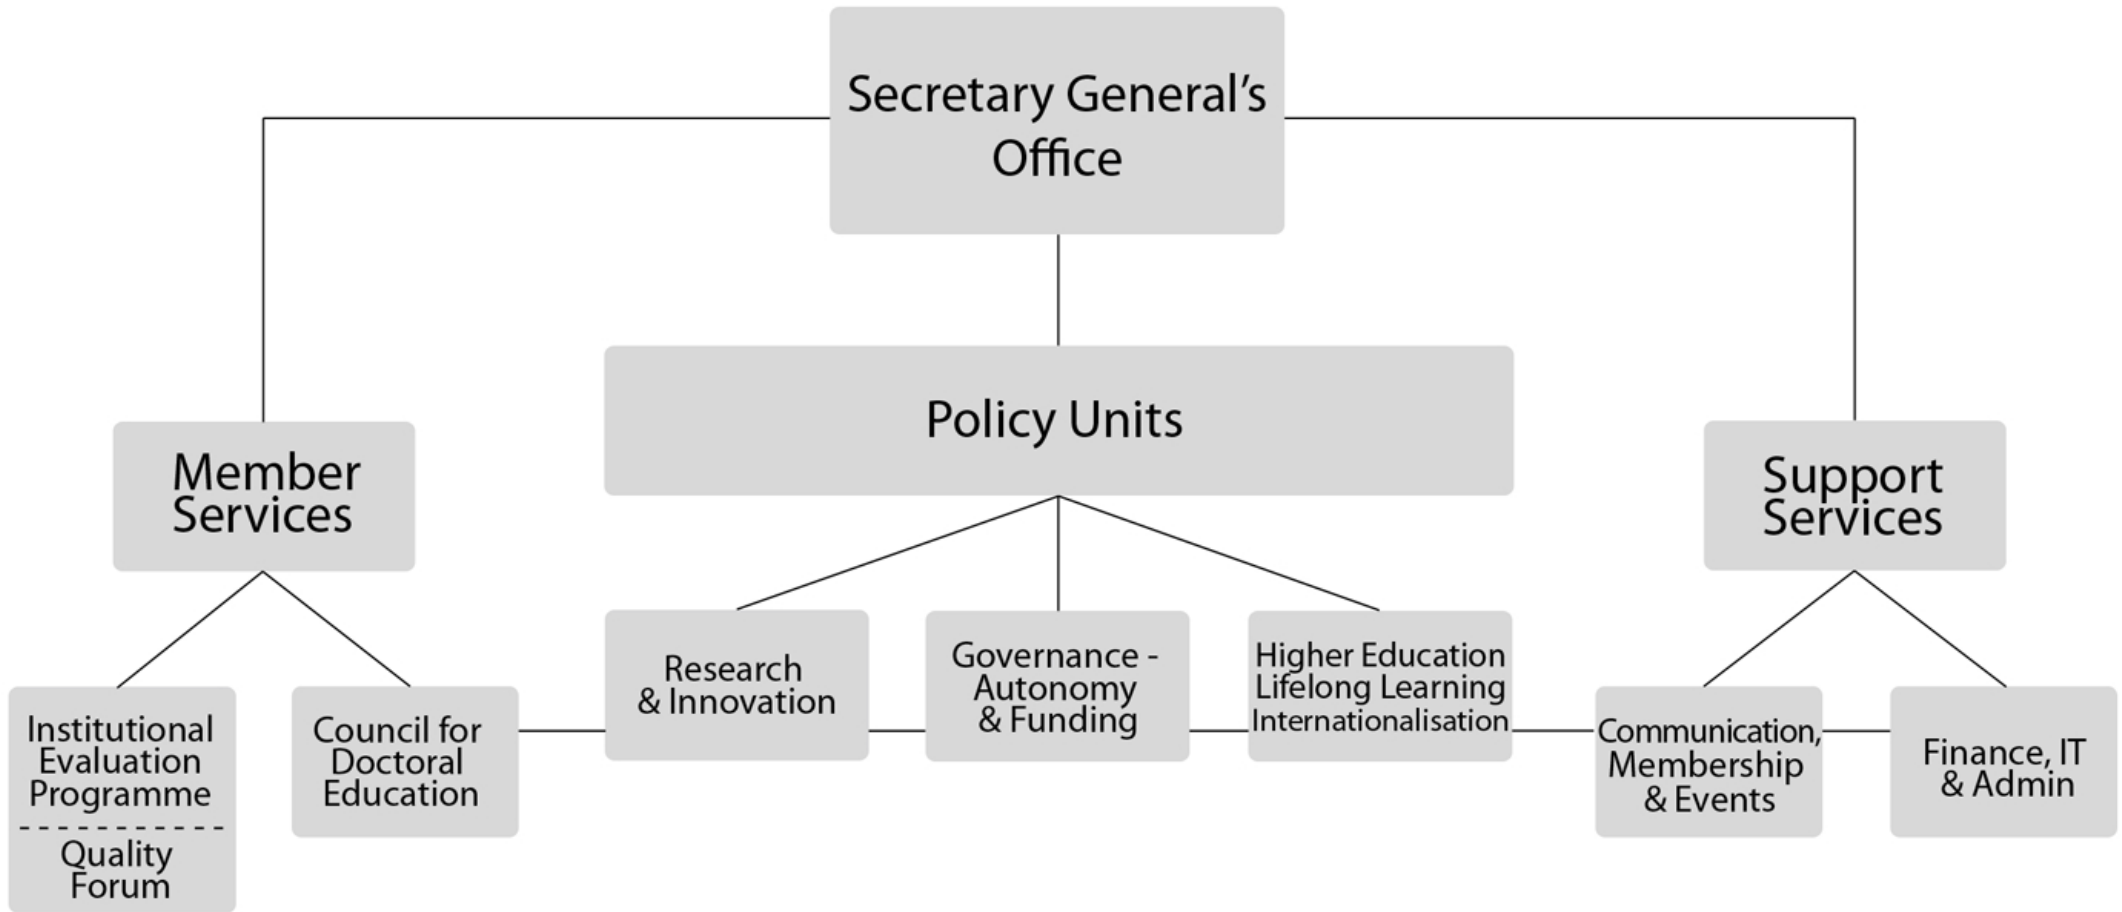 Secretary General’s
Office
Policy Units
Member
Services
Support
Services
Research
& Innovation
Governance -
Autonomy
& Funding
Higher Education
Lifelong Learning
Internationalisation
Institutional
Evaluation
Programme
Quality
Forum
Council for
Doctoral
Education
Communication,
Membership
& Events
Finance, IT
& Admin